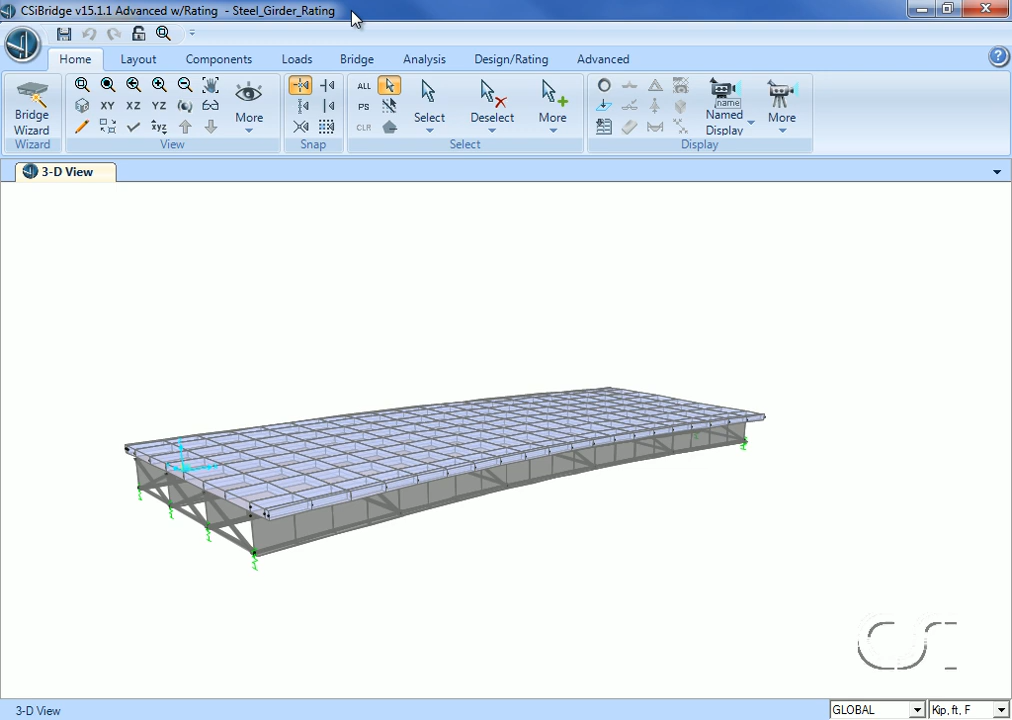 CSiBridge v15.1.1 Advanced w/Rating - Steel_Girder_Rating
Home Layout Components Loads Bridge Analysis Design/Rating Advanced
Bridge Wizard
XY XZ YZ
xyz
More
ALL
PS
CLR
Select
Deselect
More
name
Named Display
More
Wizard View Snap Select Display
3-D View
CSI
3-D View
GLOBAL
Kip, ft, F